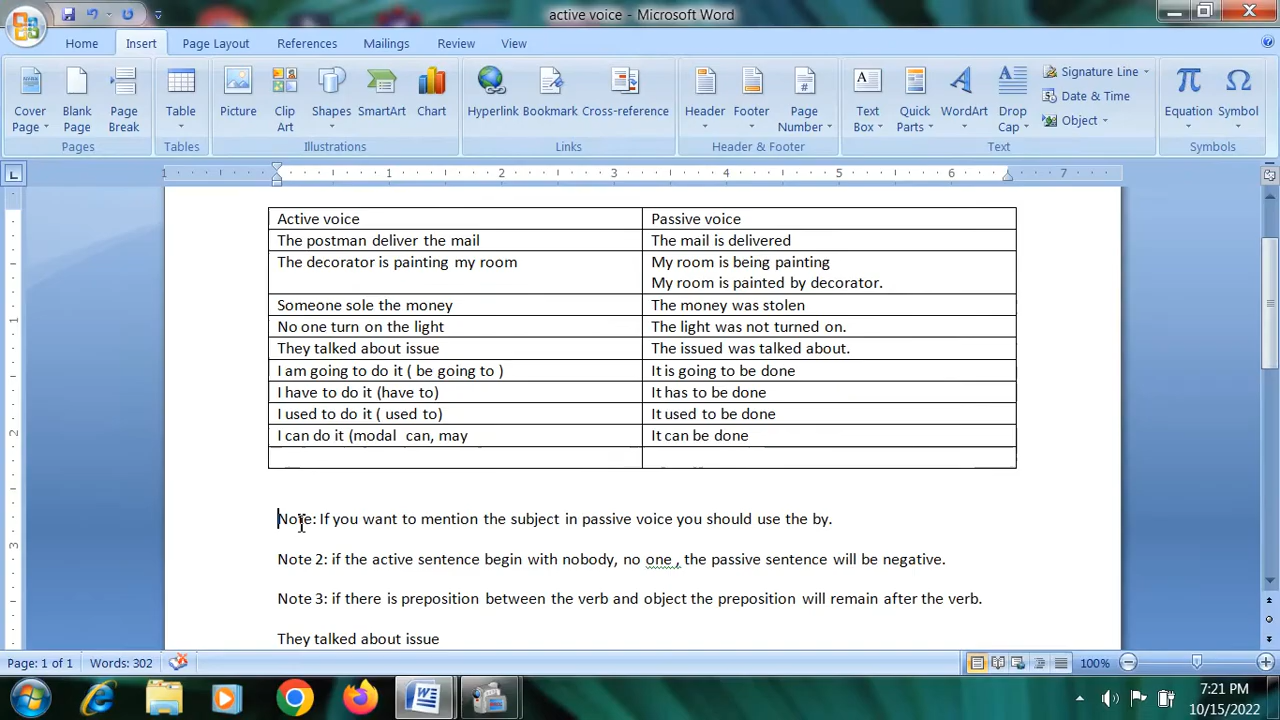 active voice - Microsoft Word
Home Insert Page Layout References Mailings Review View
Cover Page Blank Page Page Break Table Picture Clip Art Shapes SmartArt Chart Hyperlink Bookmark Cross-reference Header Footer Page Number Text Box Quick Parts WordArt Drop Cap Signature Line Date & Time Object Equation Symbol
Pages Tables Illustrations Links Header & Footer Text Symbols
1 1 2 3 4 5 6 7
Active voice Passive voice
The postman deliver the mail The mail is delivered
The decorator is painting my room My room is being painting
My room is painted by decorator.
Someone sole the money The money was stolen
No one turn on the light The light was not turned on.
They talked about issue The issued was talked about.
I am going to do it ( be going to ) It is going to be done
I have to do it (have to) It has to be done
I used to do it ( used to) It used to be done
I can do it (modal can, may It can be done
Note: If you want to mention the subject in passive voice you should use the by.
Note 2: if the active sentence begin with nobody, no one , the passive sentence will be negative.
Note 3: if there is preposition between the verb and object the preposition will remain after the verb.
They talked about issue
1
2
3
Page: 1 of 1 Words: 302 100%
7:21 PM
10/15/2022